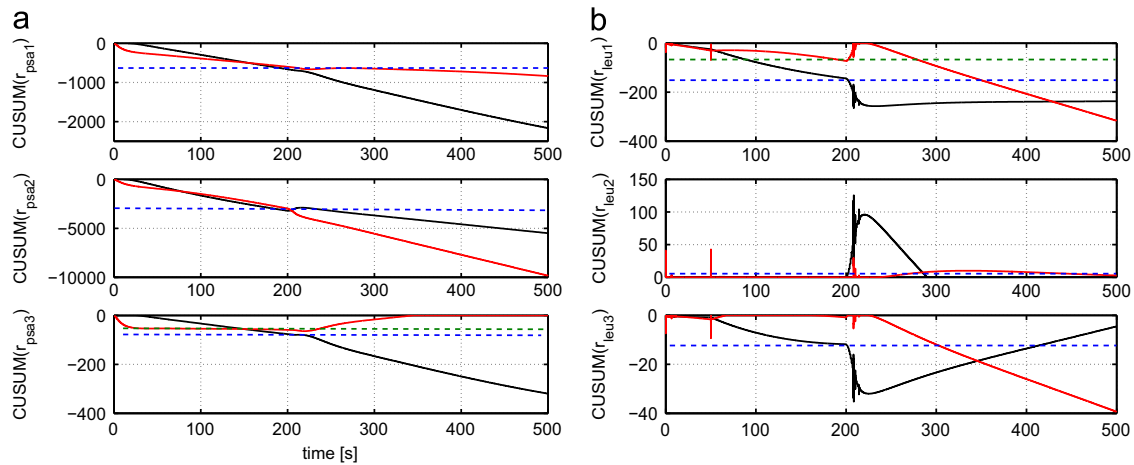 a
CUSUM(r_psa1)
0
−1000
−2000
0 100 200 300 400 500
CUSUM(r_psa2)
0
−5000
−10000
0 100 200 300 400 500
CUSUM(r_psa3)
0
−200
−400
0 100 200 300 400 500
time [s]
b
CUSUM(r_leu1)
0
−200
−400
0 100 200 300 400 500
CUSUM(r_leu2)
150
100
50
0
0 100 200 300 400 500
CUSUM(r_leu3)
0
−20
−40
0 100 200 300 400 500